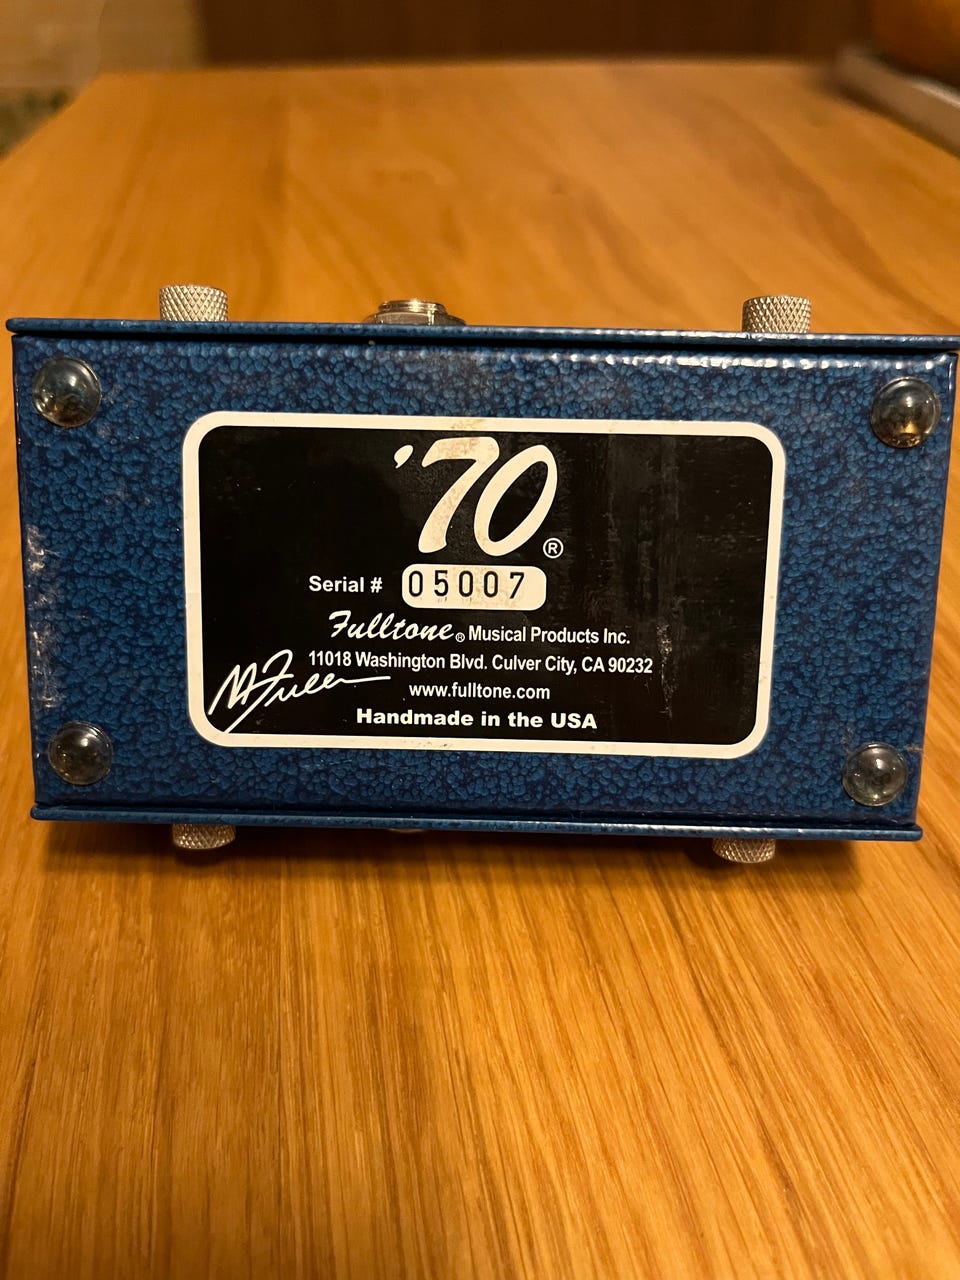 '70®
Serial # 05007
Fulltone® Musical Products Inc.
11018 Washington Blvd. Culver City, CA 90232
www.fulltone.com
M Fuller
Handmade in the USA